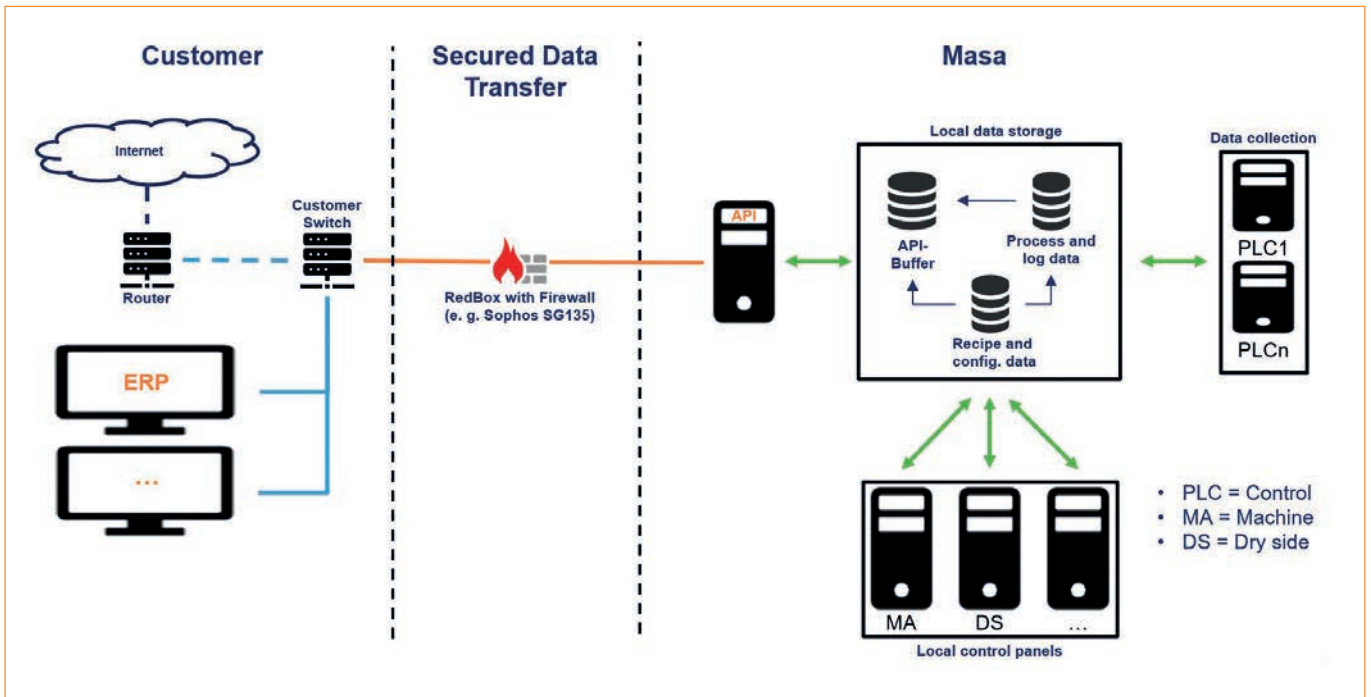 Customer
Secured Data
Transfer
Masa
Internet
Customer
Switch
Router
ERP
...
RedBox with Firewall
(e. g. Sophos SG135)
API
Local data storage
API-
Buffer
Process and
log data
Recipe and
config. data
Data collection
PLC1
PLCn
MA
DS
...
Local control panels
• PLC = Control
• MA = Machine
• DS = Dry side